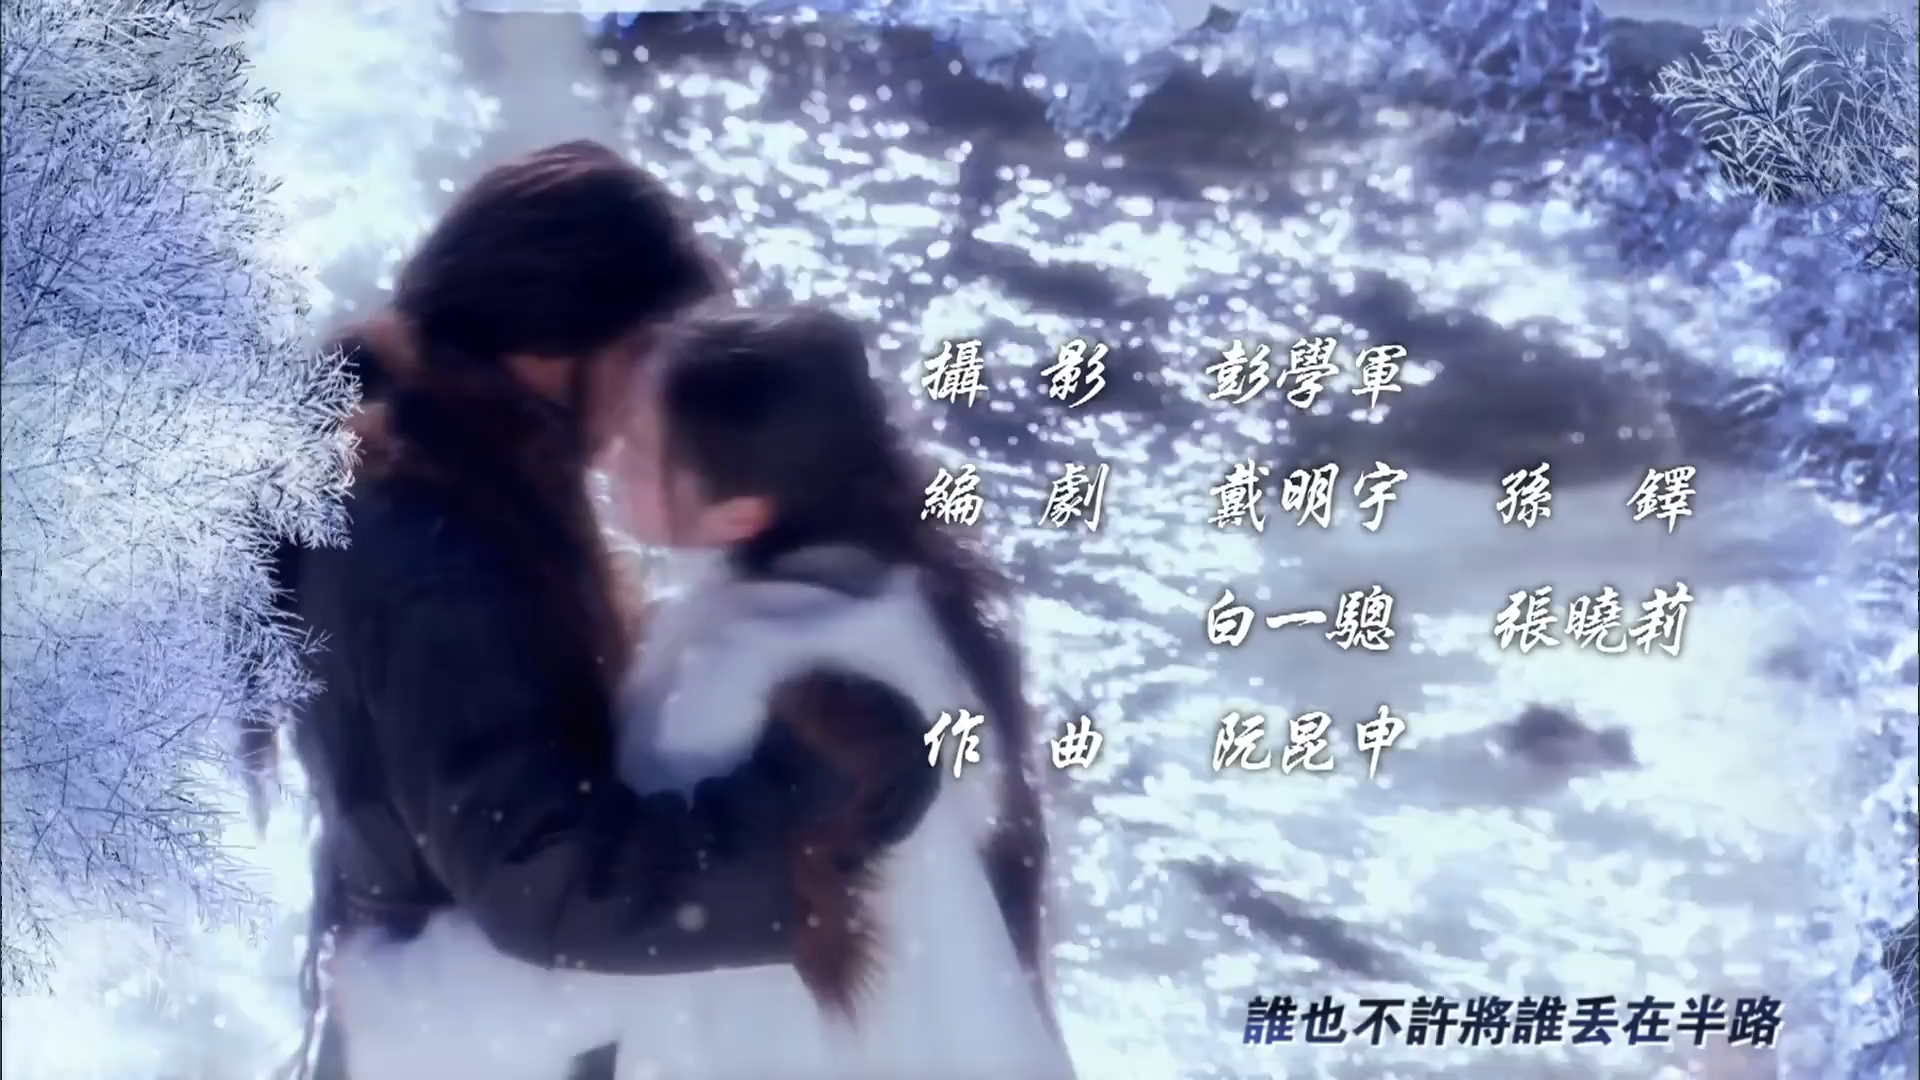 攝 影 彭學軍
編 劇 戴明宇 孫 鐸
白一驄 張曉莉
作 曲 阮昆申
誰也不許將誰丟在半路